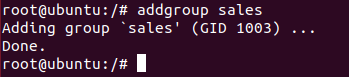 root@ubuntu:/# addgroup sales
Adding group `sales' (GID 1003) ...
Done.
root@ubuntu:/#